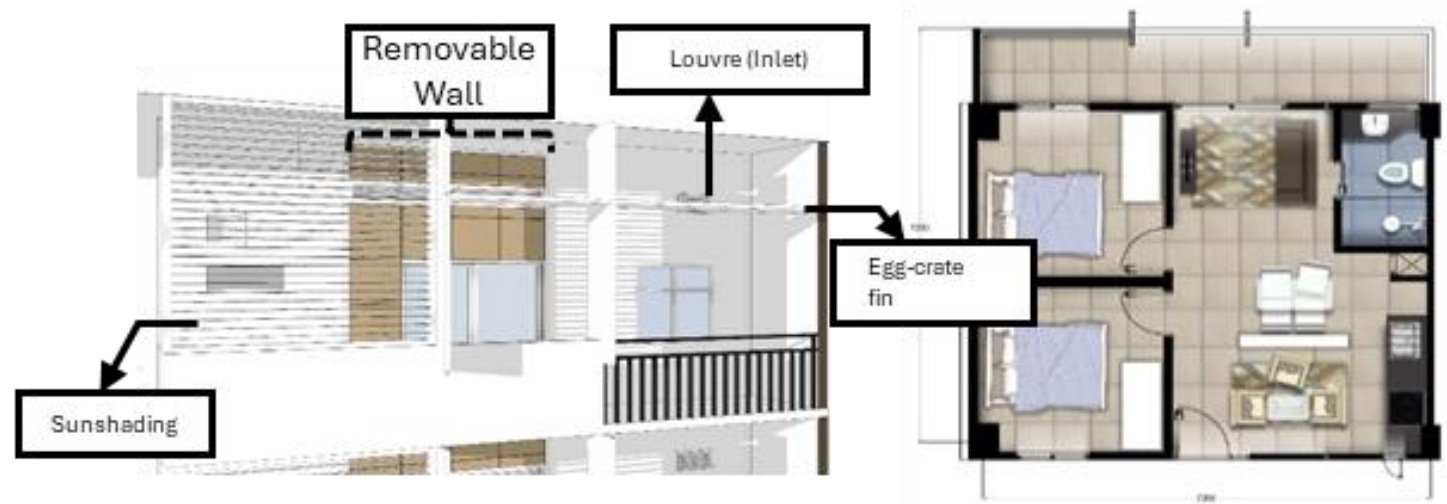 Removable
Wall
Louvre (Inlet)
Egg-crate
fin
Sunshading